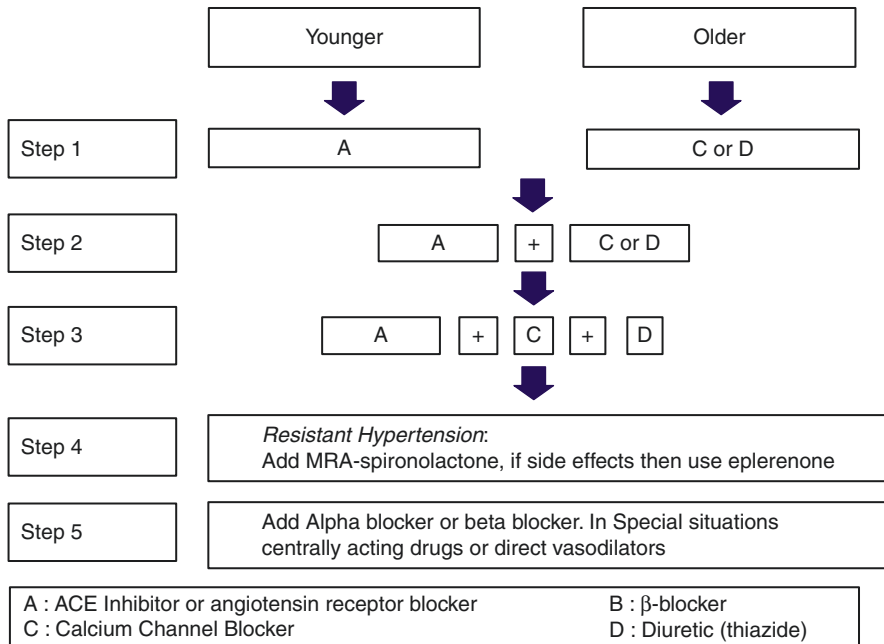 Younger
Older
Step 1
A
C or D
Step 2
A
+
C or D
Step 3
A
+
C
+
D
Step 4
Resistant Hypertension:
Add MRA-spironolactone, if side effects then use eplerenone
Step 5
Add Alpha blocker or beta blocker. In Special situations
centrally acting drugs or direct vasodilators
A : ACE Inhibitor or angiotensin receptor blocker
B : β-blocker
C : Calcium Channel Blocker
D : Diuretic (thiazide)